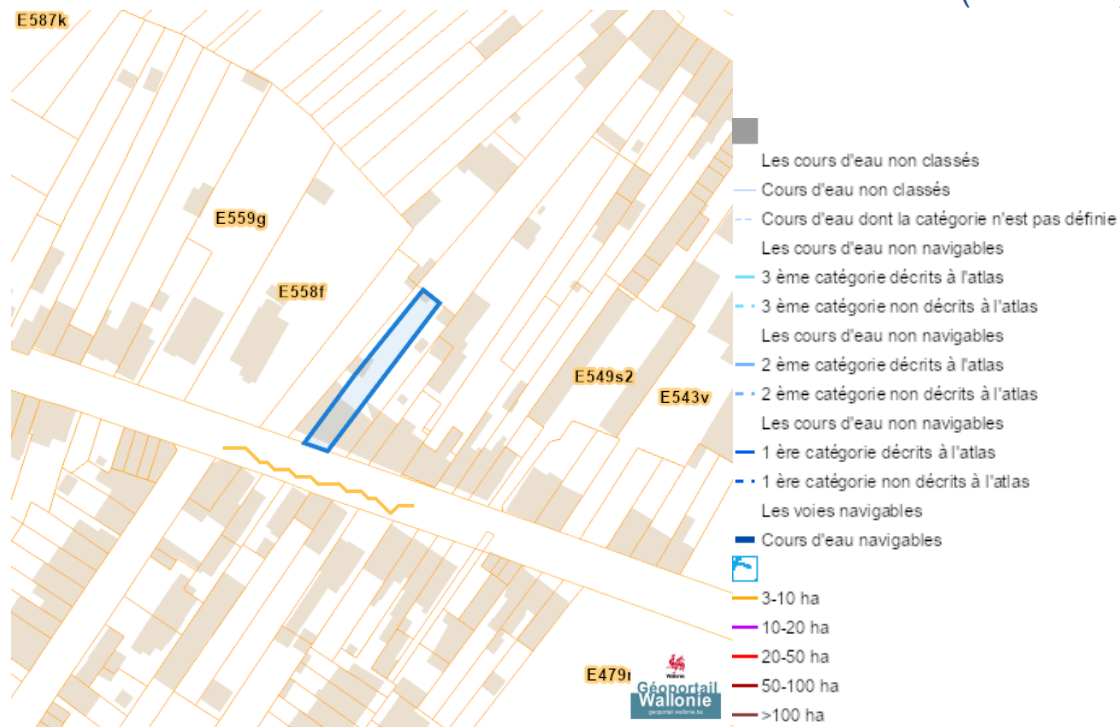 E587k
E559g
E558f
E549s2
E543v
E479r
Wallonie
Géoportail
Wallonie
geoportail.wallonie.be
Les cours d'eau non classés
Cours d'eau non classés
Cours d'eau dont la catégorie n'est pas définie
Les cours d'eau non navigables
3 ème catégorie décrits à l'atlas
3 ème catégorie non décrits à l'atlas
Les cours d'eau non navigables
2 ème catégorie décrits à l'atlas
2 ème catégorie non décrits à l'atlas
Les cours d'eau non navigables
1 ère catégorie décrits à l'atlas
1 ère catégorie non décrits à l'atlas
Les voies navigables
Cours d'eau navigables
3-10 ha
10-20 ha
20-50 ha
50-100 ha
>100 ha